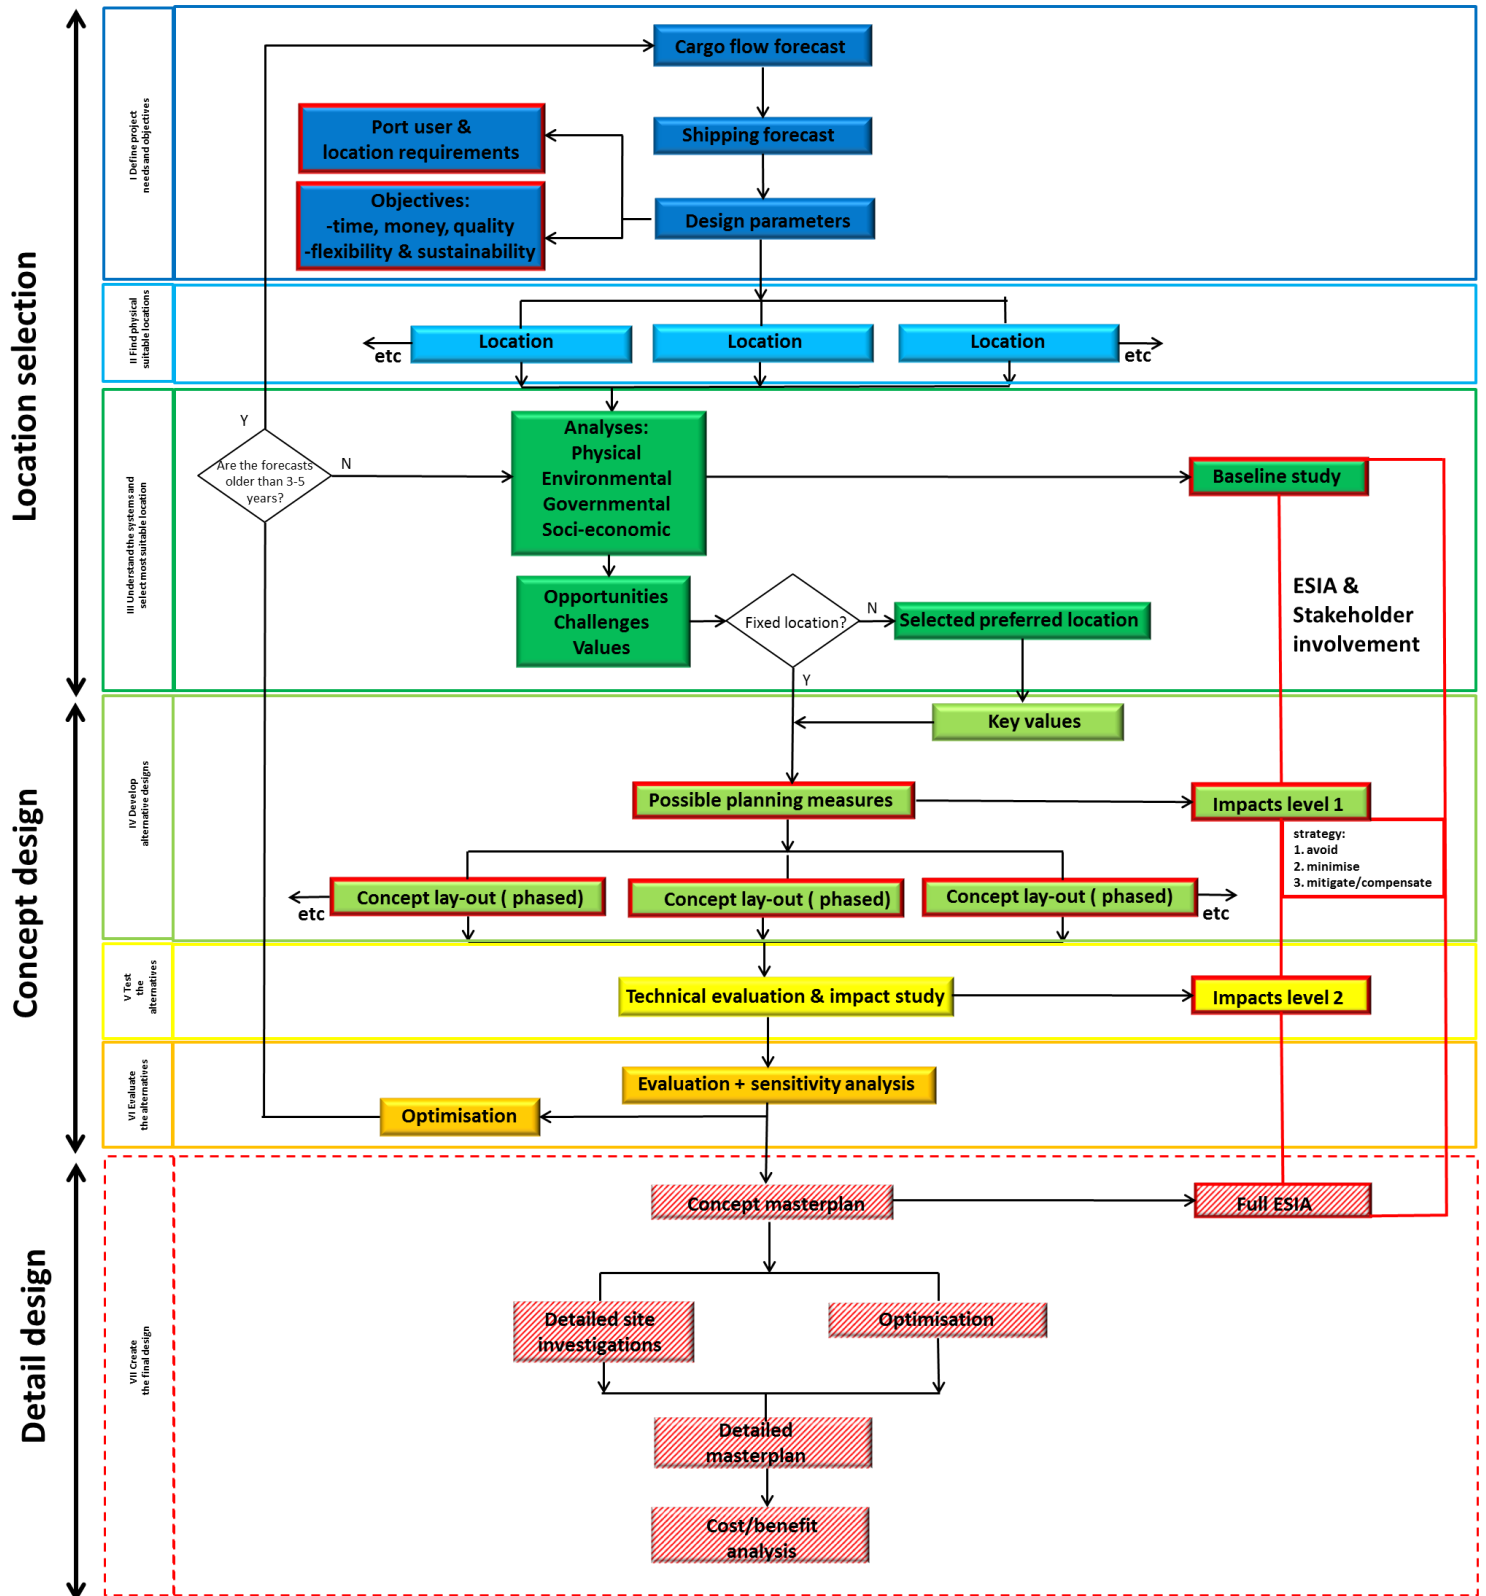 Location selection
I Define project
needs and objectives
Cargo flow forecast
Port user &
location requirements
Shipping forecast
Objectives:
-time, money, quality
-flexibility & sustainability
Design parameters
II Find physical
suitable locations
etc
Location
Location
Location
etc
III Understand the systems and
select most suitable location
Y
Are the forecasts
older than 3-5
years?
N
Analyses:
Physical
Environmental
Governmental
Soci-economic
Baseline study
Opportunities
Challenges
Values
Fixed location?
N
Selected preferred location
Y
ESIA &
Stakeholder
involvement
Concept design
IV Develop
alternative designs
Key values
Possible planning measures
Impacts level 1
strategy:
1. avoid
2. minimise
3. mitigate/compensate
etc
Concept lay-out ( phased)
Concept lay-out ( phased)
Concept lay-out ( phased)
etc
V Test
the
alternatives
Technical evaluation & impact study
Impacts level 2
VI Evaluate
the alternatives
Evaluation + sensitivity analysis
Optimisation
Detail design
VII Create
the final design
Concept masterplan
Full ESIA
Detailed site
investigations
Optimisation
Detailed
masterplan
Cost/benefit
analysis